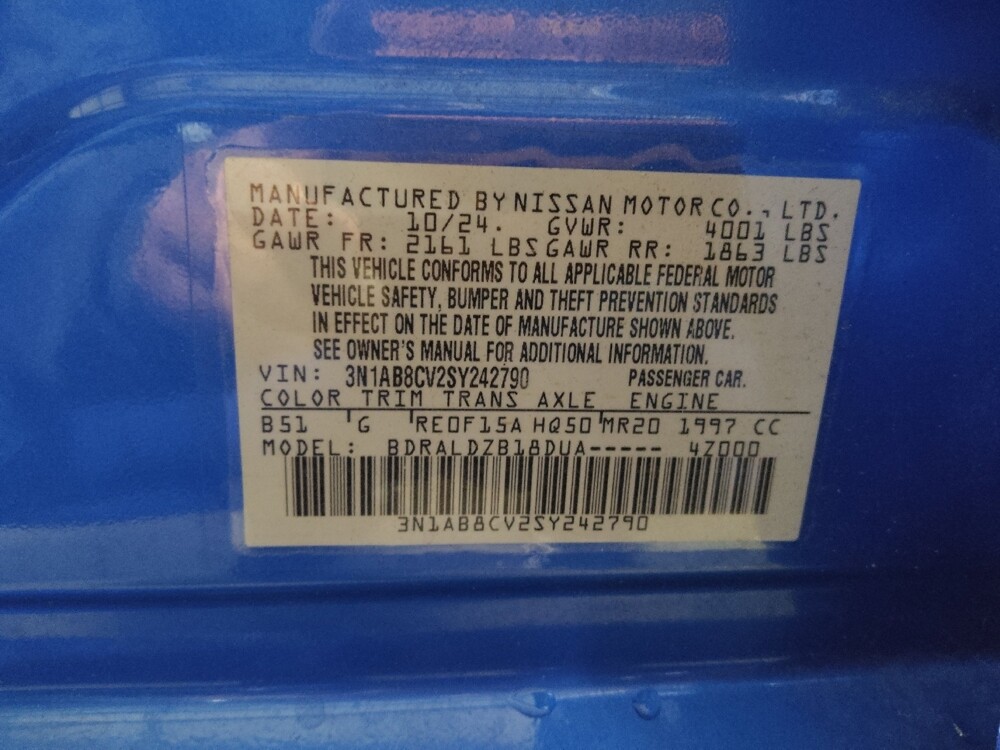 MANUFACTURED BY NISSAN MOTOR CO., LTD.
DATE: 10/24. GVWR: 4001 LBS
GAWR FR: 2161 LBS GAWR RR: 1863 LBS
THIS VEHICLE CONFORMS TO ALL APPLICABLE FEDERAL MOTOR
VEHICLE SAFETY, BUMPER AND THEFT PREVENTION STANDARDS
IN EFFECT ON THE DATE OF MANUFACTURE SHOWN ABOVE.
SEE OWNER'S MANUAL FOR ADDITIONAL INFORMATION.
VIN: 3N1AB8CV2SY242790 PASSENGER CAR.
COLOR TRIM TRANS AXLE ENGINE
B51 G RE0F15A HQ50 MR20 1997 CC
MODEL: BDRALDZB18DUA----- 4Z000
3N1AB8CV2SY242790